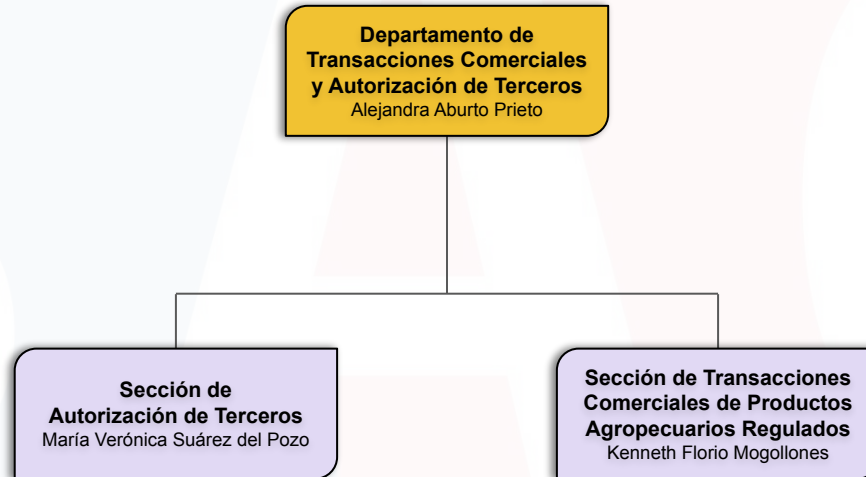 Departamento de
Transacciones Comerciales
y Autorización de Terceros
Alejandra Aburto Prieto
Sección de
Autorización de Terceros
María Verónica Suárez del Pozo
Sección de Transacciones
Comerciales de Productos
Agropecuarios Regulados
Kenneth Florio Mogollones